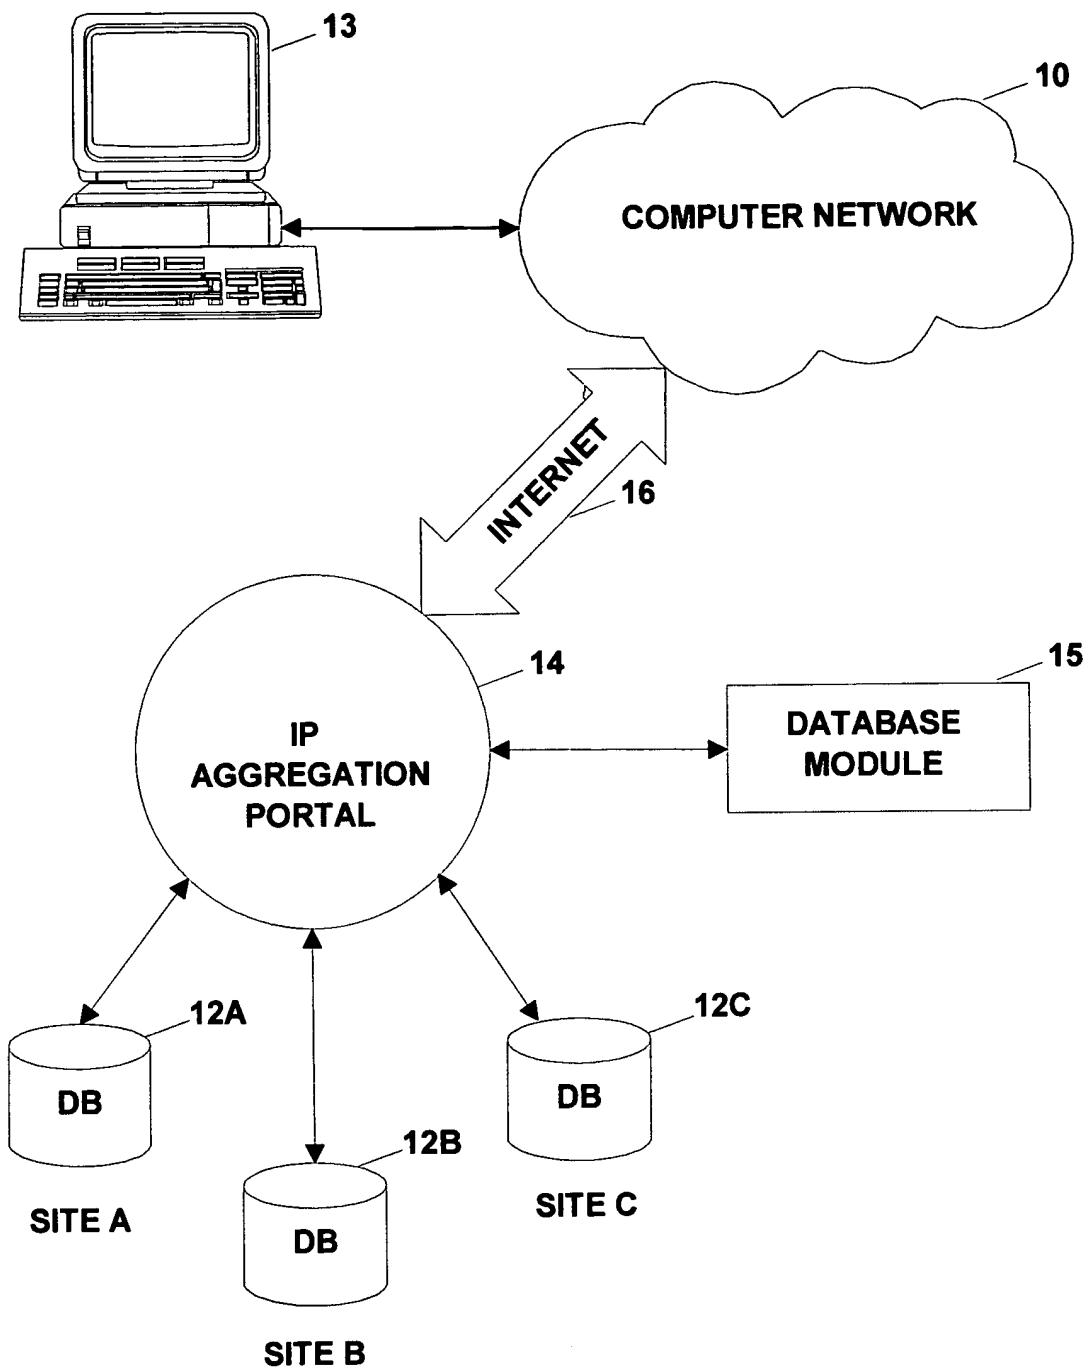 13
10
COMPUTER NETWORK
INTERNET
16
14
15
IP
AGGREGATION
PORTAL
DATABASE
MODULE
12A
12C
DB
DB
12B
SITE A
SITE C
DB
SITE B